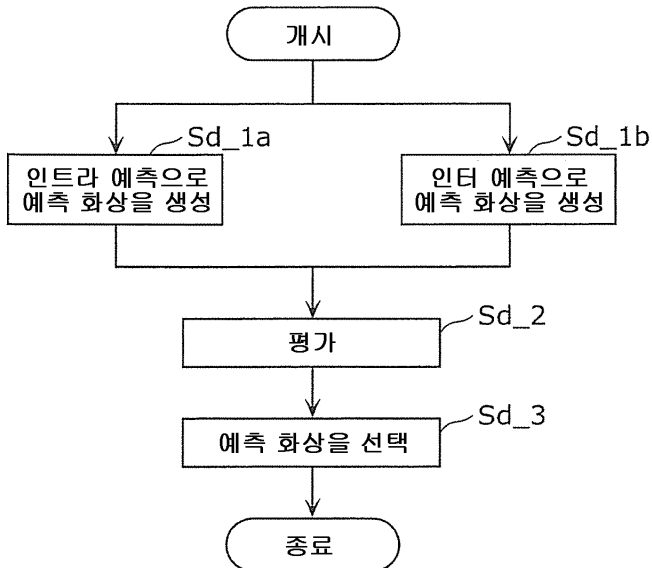 개시
Sd_1a
Sd_1b
인트라 예측으로
예측 화상을 생성
인터 예측으로
예측 화상을 생성
Sd_2
평가
Sd_3
예측 화상을 선택
종료